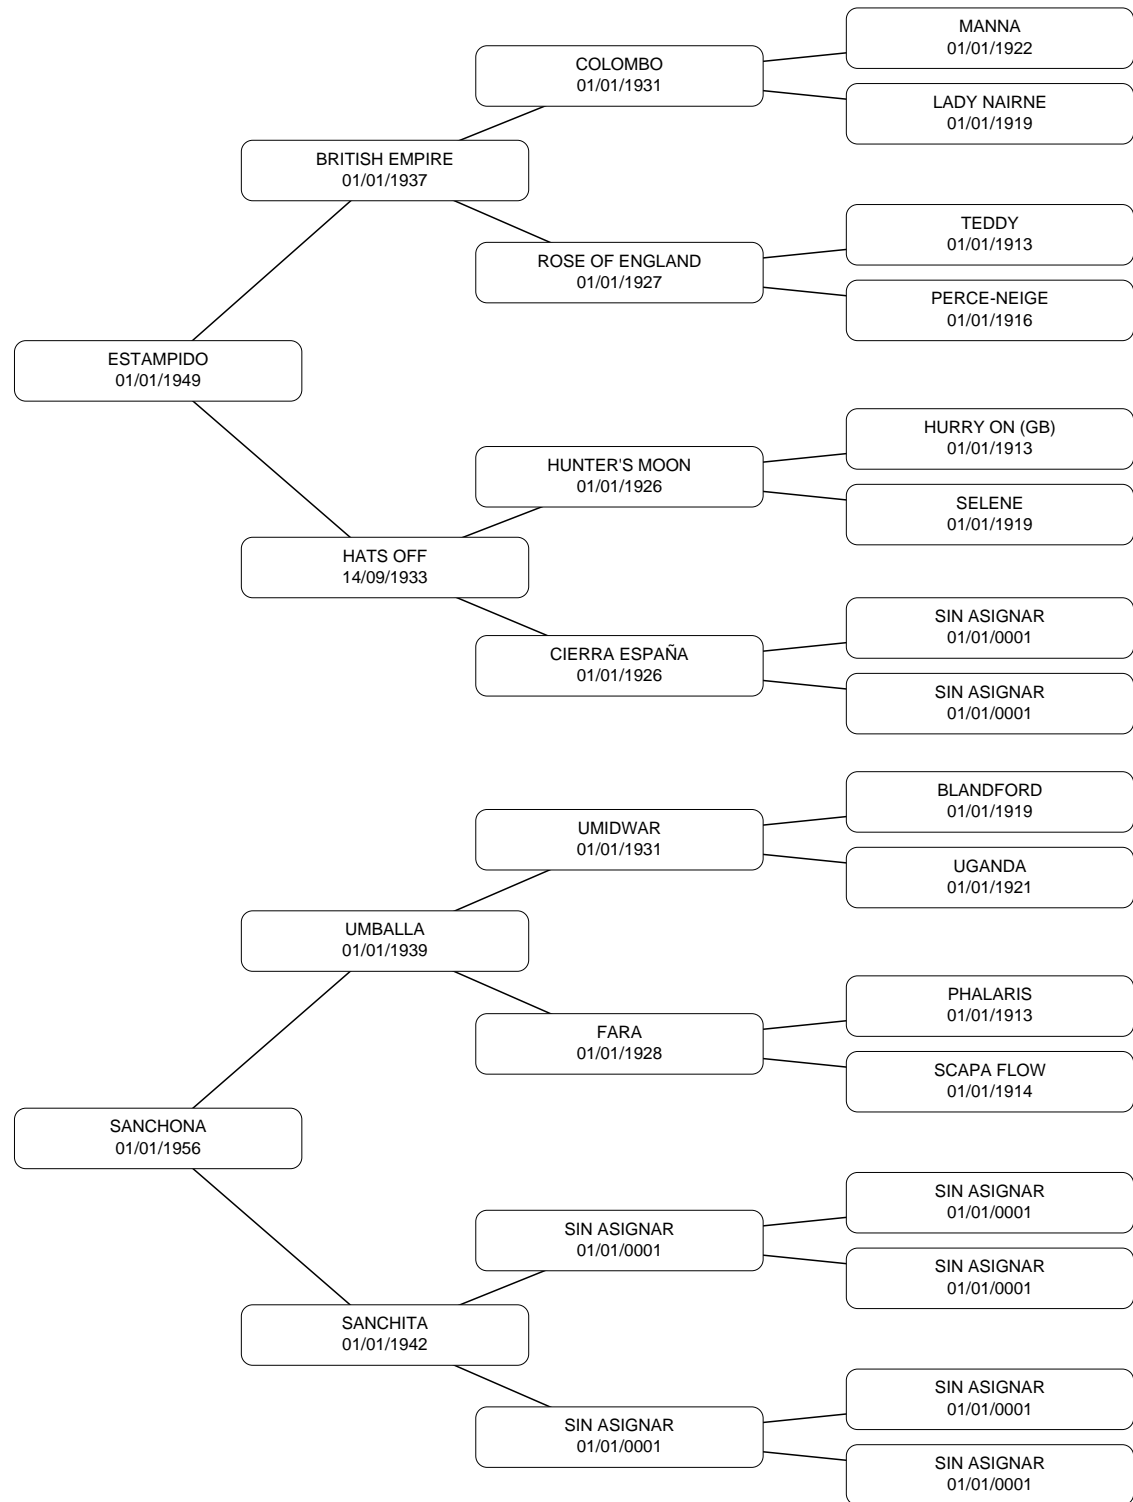 MANNA
01/01/1922
COLOMBO
01/01/1931
LADY NAIRNE
01/01/1919
BRITISH EMPIRE
01/01/1937
TEDDY
01/01/1913
ROSE OF ENGLAND
01/01/1927
PERCE-NEIGE
01/01/1916
ESTAMPIDO
01/01/1949
HURRY ON (GB)
01/01/1913
HUNTER'S MOON
01/01/1926
SELENE
01/01/1919
HATS OFF
14/09/1933
SIN ASIGNAR
01/01/0001
CIERRA ESPAÑA
01/01/1926
SIN ASIGNAR
01/01/0001
BLANDFORD
01/01/1919
UMIDWAR
01/01/1931
UGANDA
01/01/1921
UMBALLA
01/01/1939
PHALARIS
01/01/1913
FARA
01/01/1928
SCAPA FLOW
01/01/1914
SANCHONA
01/01/1956
SIN ASIGNAR
01/01/0001
SIN ASIGNAR
01/01/0001
SIN ASIGNAR
01/01/0001
SANCHITA
01/01/1942
SIN ASIGNAR
01/01/0001
SIN ASIGNAR
01/01/0001
SIN ASIGNAR
01/01/0001